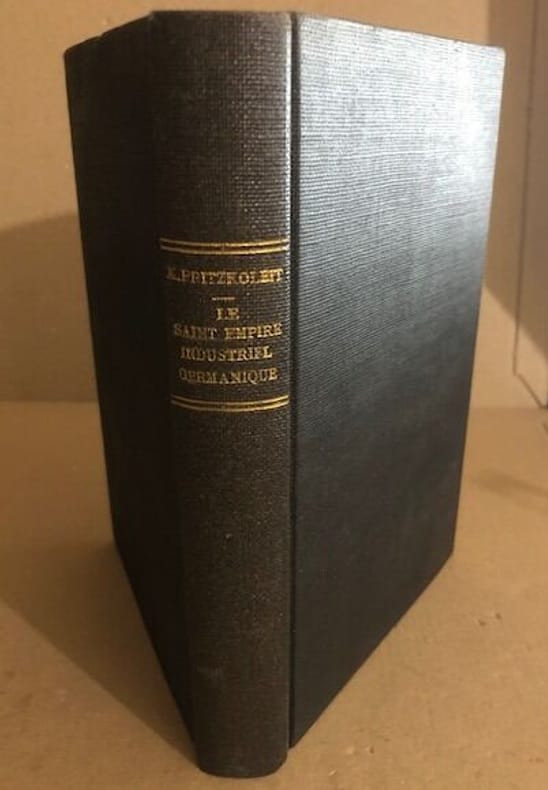 K. PRITZKOLEIT
LE
SAINT EMPIRE
INDUSTRIEL
GERMANIQUE